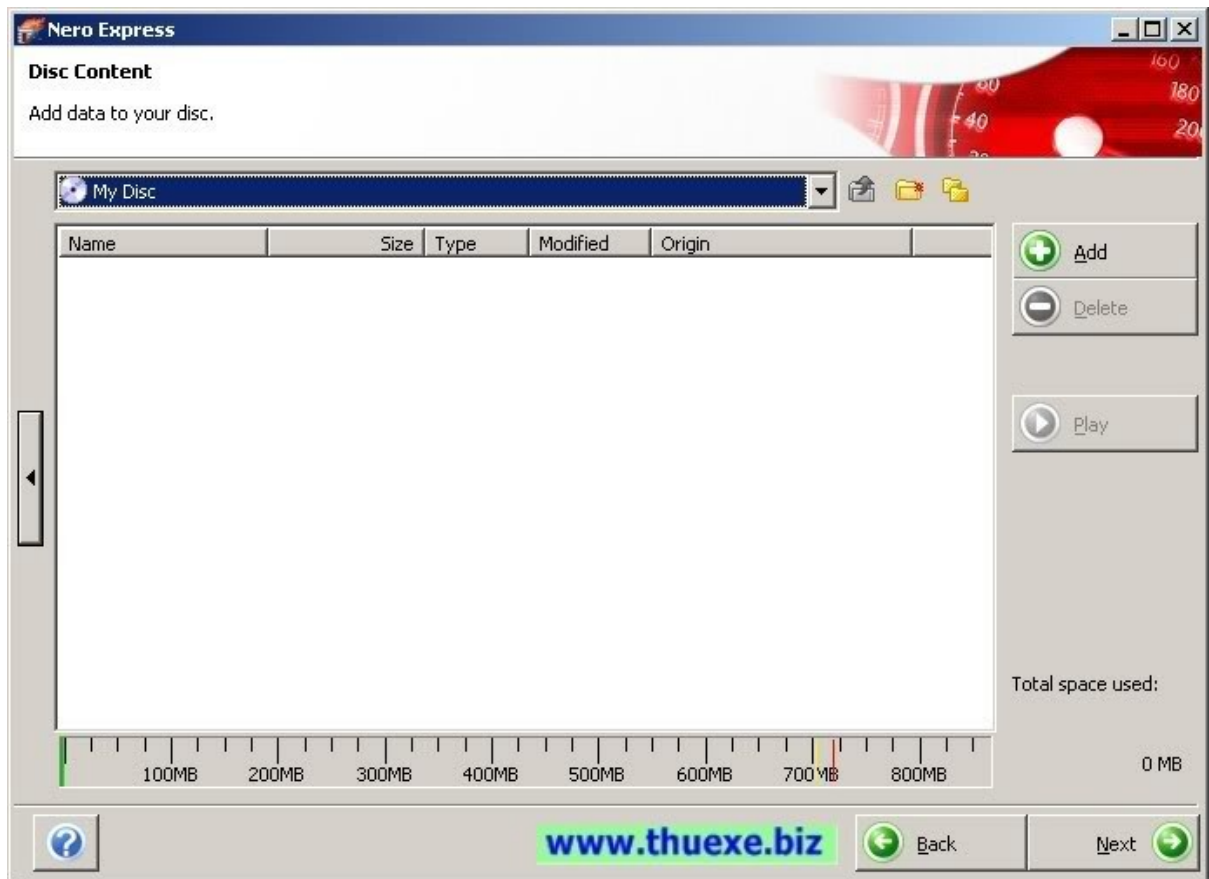 Nero Express
Disc Content
Add data to your disc.
160
180
40
My Disc
Name Size Type Modified Origin
Add
Delete
Play
Total space used:
100MB 200MB 300MB 400MB 500MB 600MB 700MB 800MB
0 MB
www.thuexe.biz
Back
Next